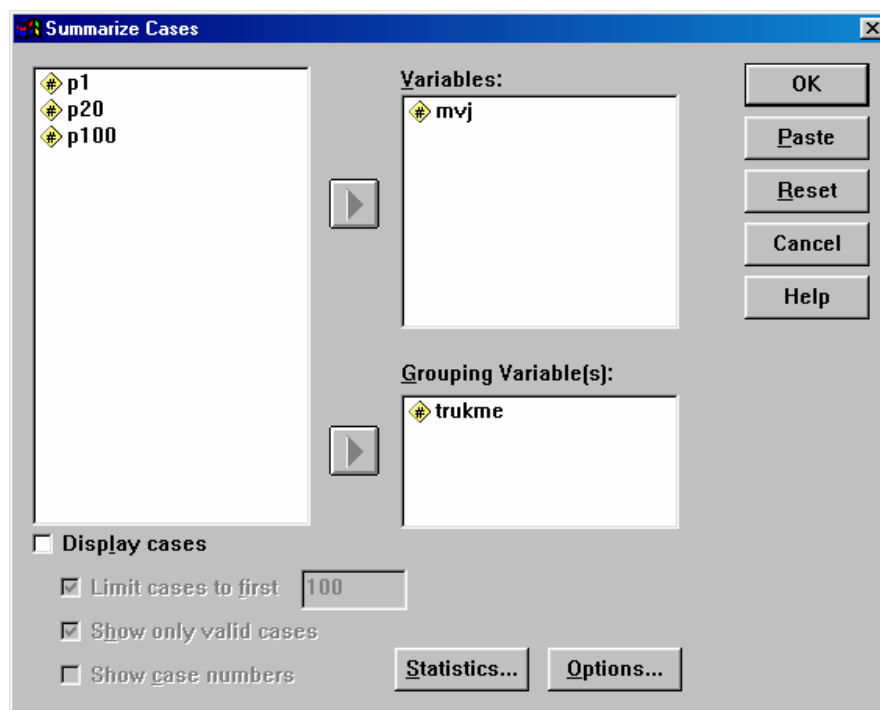 Summarize Cases
p1
p20
p100
Variables:
mvj
Grouping Variable(s):
trukme
OK
Paste
Reset
Cancel
Help
Display cases
Limit cases to first 100
Show only valid cases
Show case numbers
Statistics...
Options...